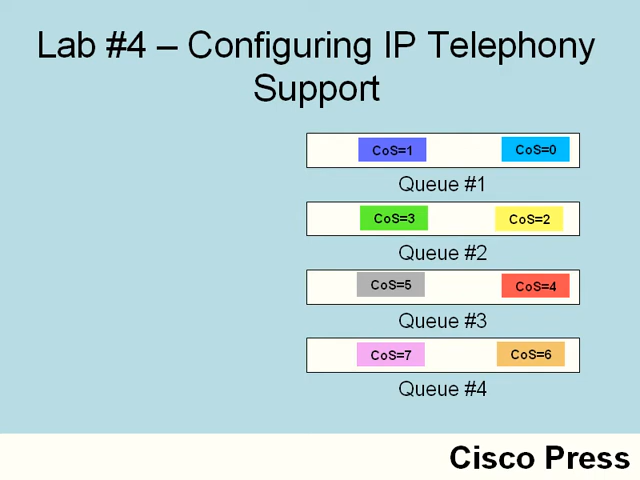 Lab #4 – Configuring IP Telephony
Support
CoS=1 CoS=0
Queue #1
CoS=3 CoS=2
Queue #2
CoS=5 CoS=4
Queue #3
CoS=7 CoS=6
Queue #4
Cisco Press